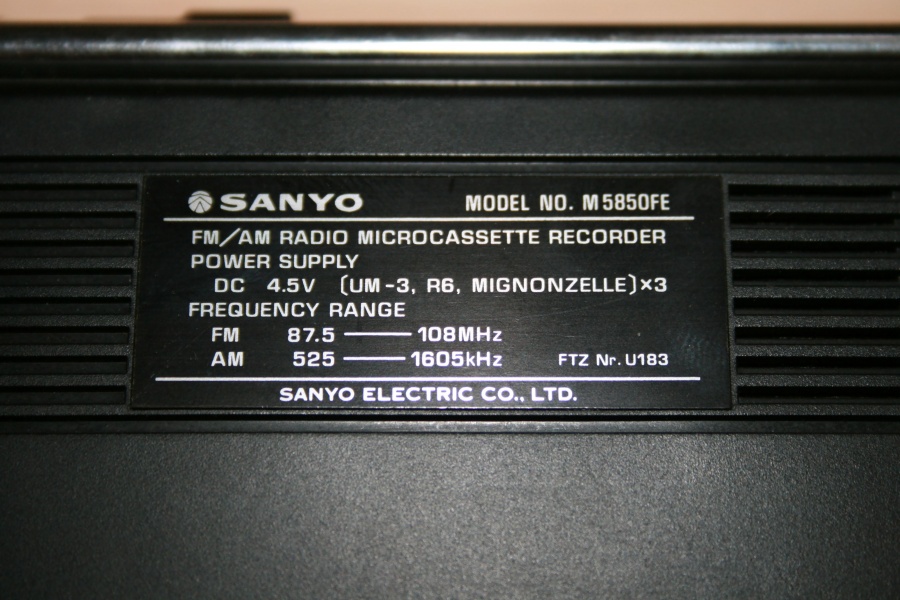 SANYO MODEL NO. M5850FE
FM/AM RADIO MICROCASSETTE RECORDER
POWER SUPPLY
DC 4.5V (UM-3, R6, MIGNONZELLE)×3
FREQUENCY RANGE
FM 87.5 — 108MHz
AM 525 — 1605kHz FTZ Nr. U183
SANYO ELECTRIC CO., LTD.